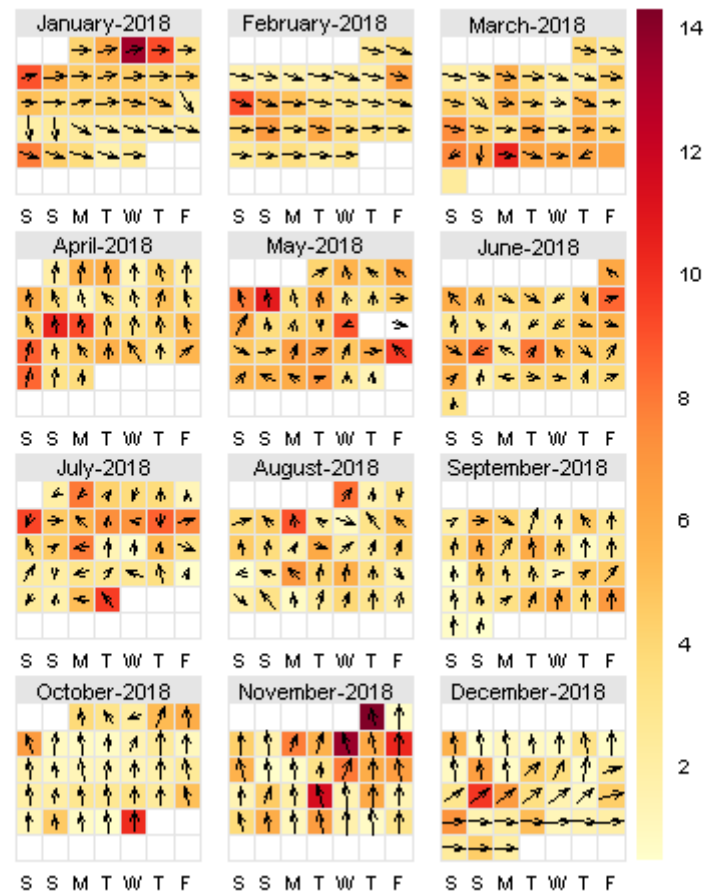 January-2018 February-2018 March-2018
S S M T W T F S S M T W T F S S M T W T F
April-2018 May-2018 June-2018
S S M T W T F S S M T W T F S S M T W T F
July-2018 August-2018 September-2018
S S M T W T F S S M T W T F S S M T W T F
October-2018 November-2018 December-2018
S S M T W T F S S M T W T F S S M T W T F
14
12
10
8
6
4
2